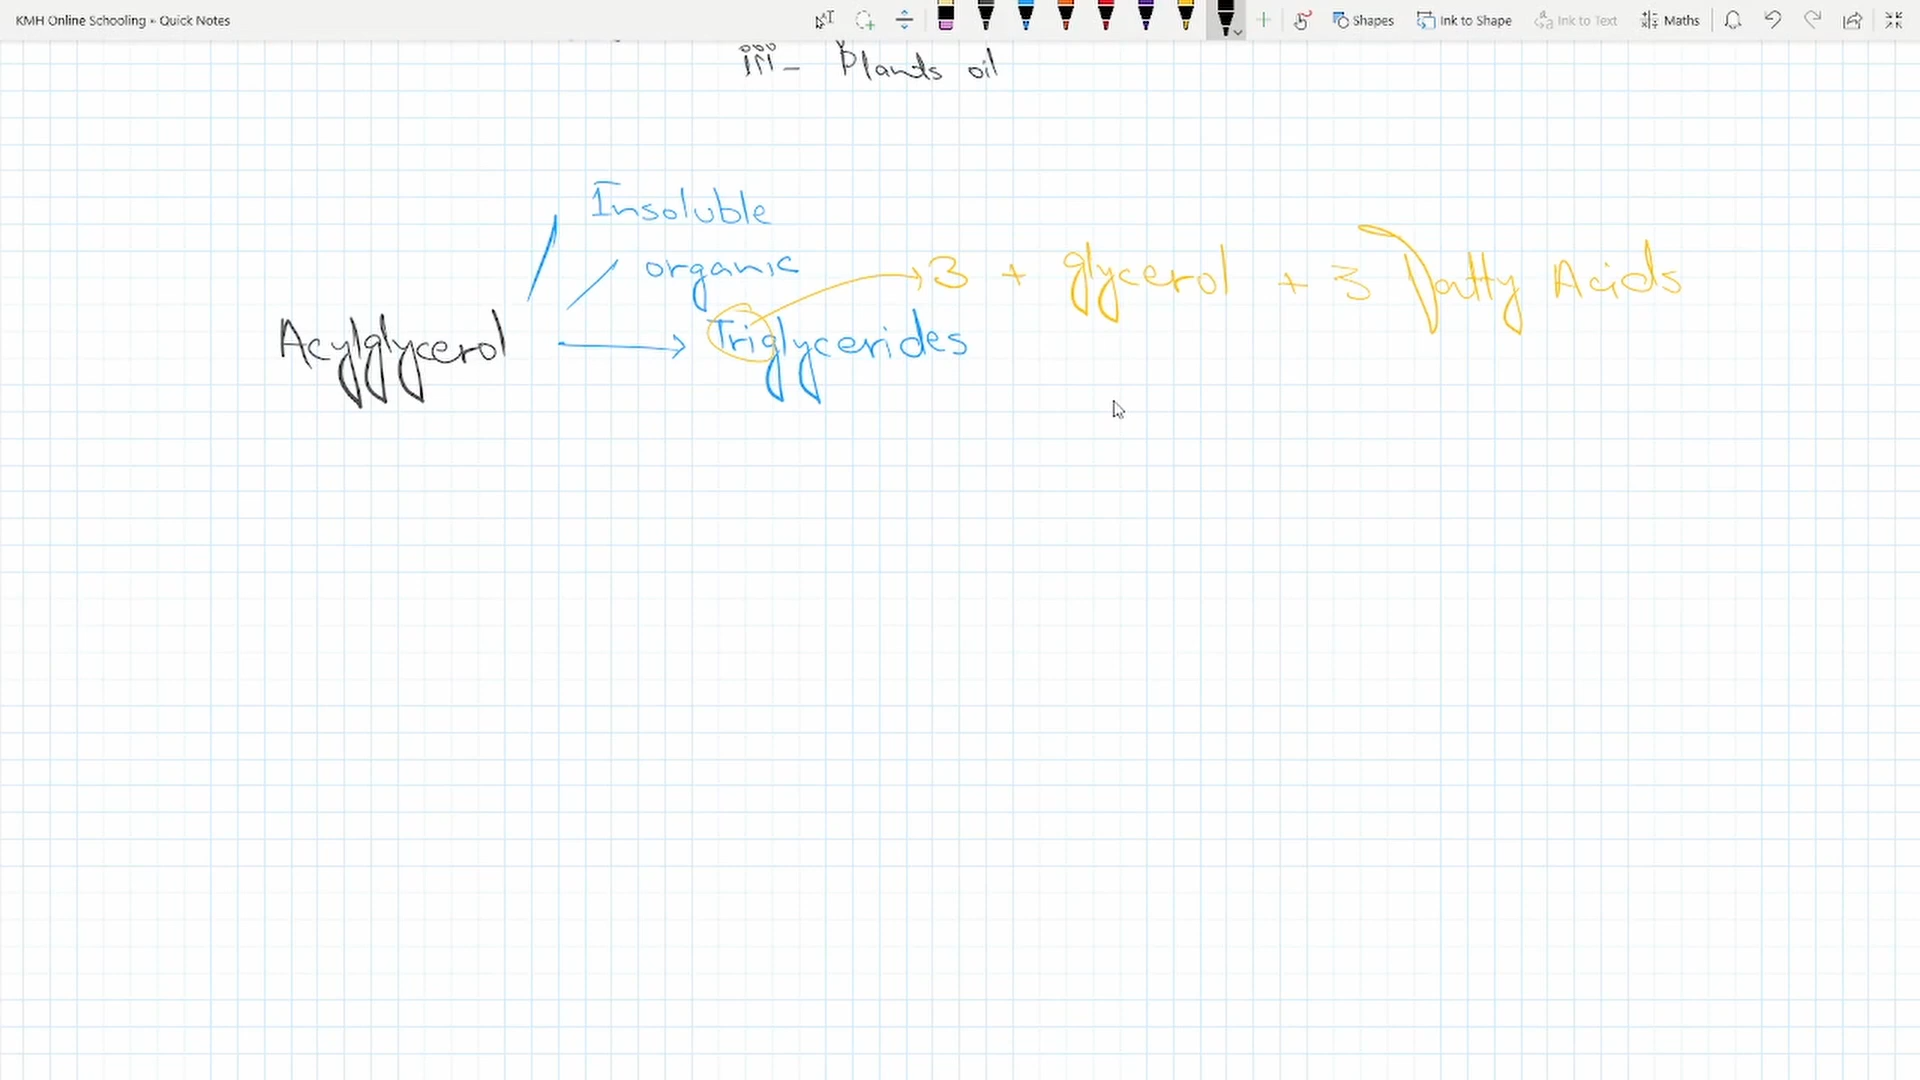 KMH Online Schooling » Quick Notes
Shapes Ink to Shape Ink to Text Maths
iii- Plants oil
Insoluble
organic
3 + glycerol + 3 fatty Acids
Acylglycerol
Triglycerides